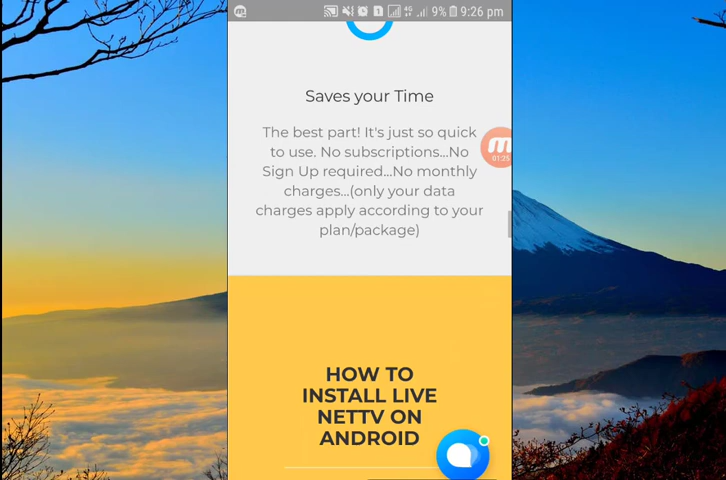 4G 9% 9:26 pm
Saves your Time
The best part! It's just so quick
to use. No subscriptions...No
Sign Up required...No monthly
charges...(only your data
charges apply according to your
plan/package)
01:25
HOW TO
INSTALL LIVE
NETTV ON
ANDROID